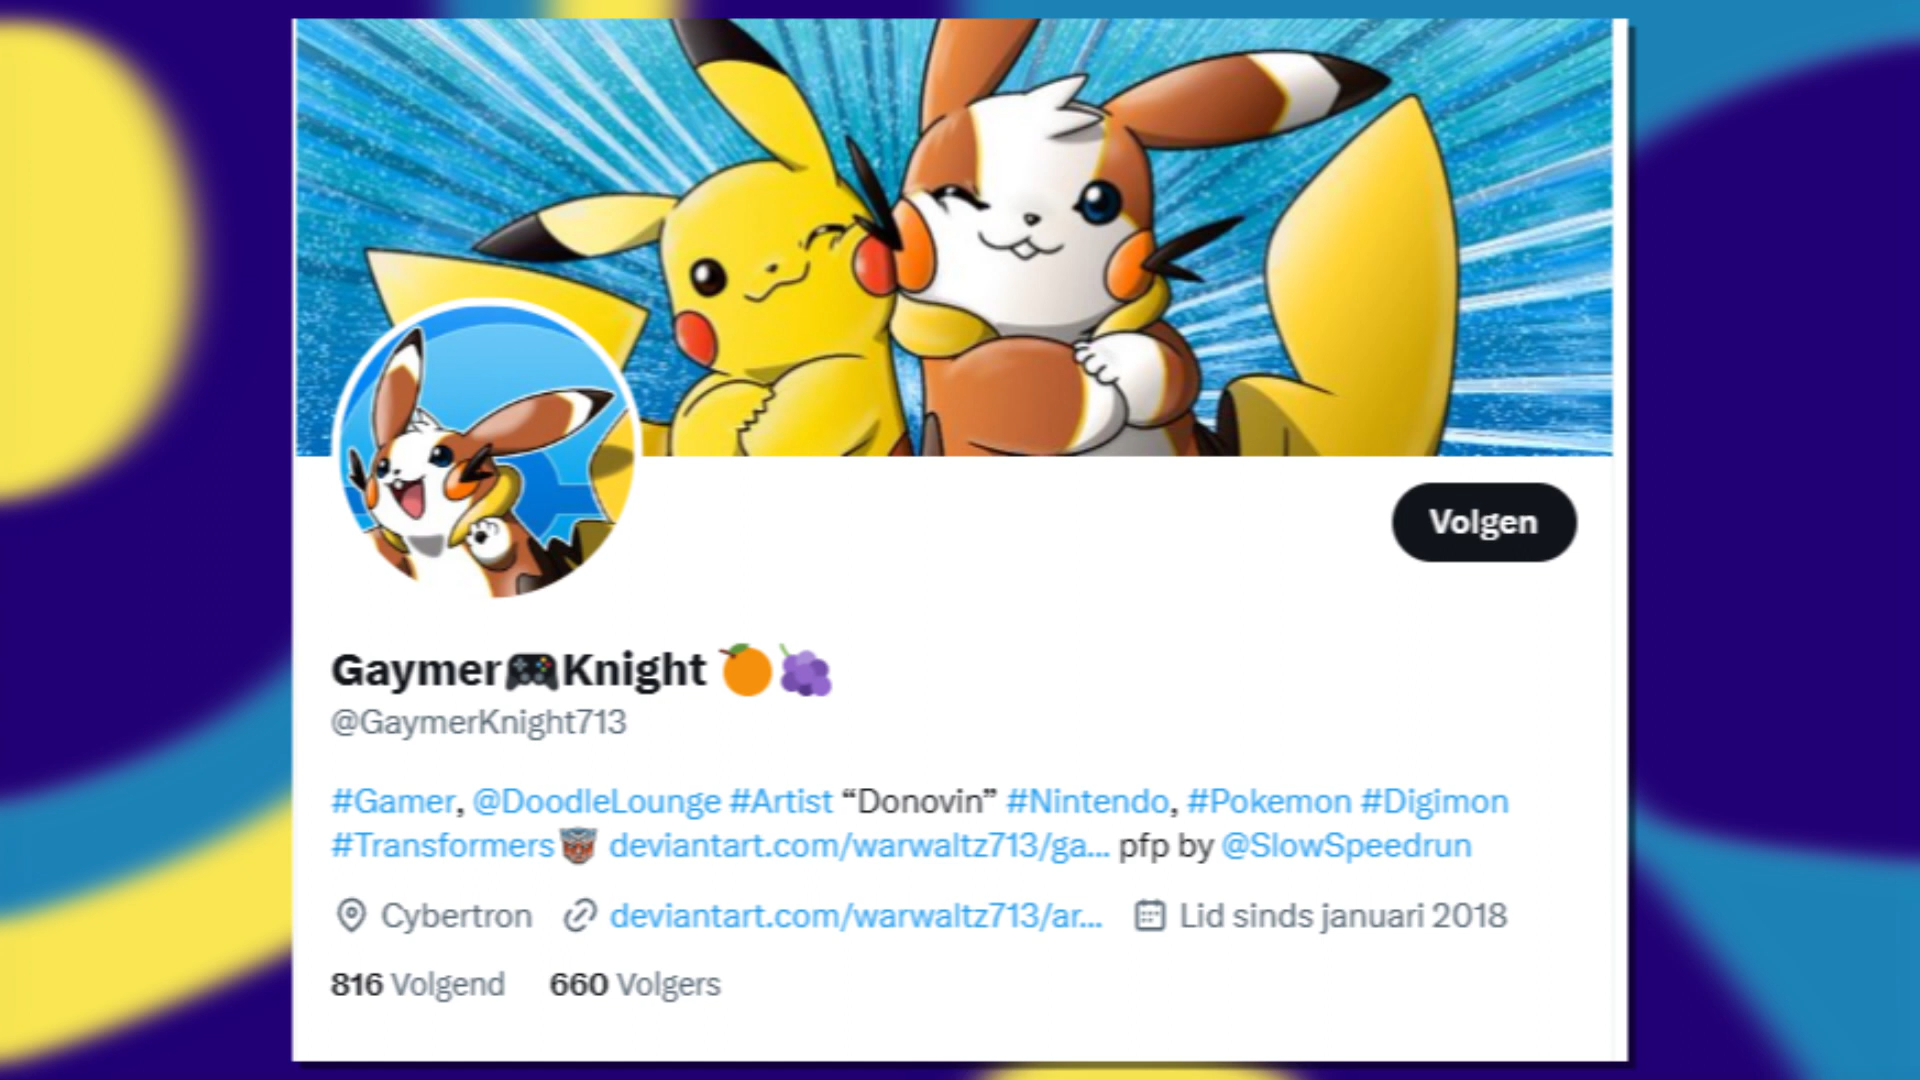 Volgen
Gaymer🎮Knight 🍊🍇
@GaymerKnight713
#Gamer, @DoodleLounge #Artist “Donovin” #Nintendo, #Pokemon #Digimon
#Transformers deviantart.com/warwaltz713/ga... pfp by @SlowSpeedrun
Cybertron deviantart.com/warwaltz713/ar... Lid sinds januari 2018
816 Volgend 660 Volgers